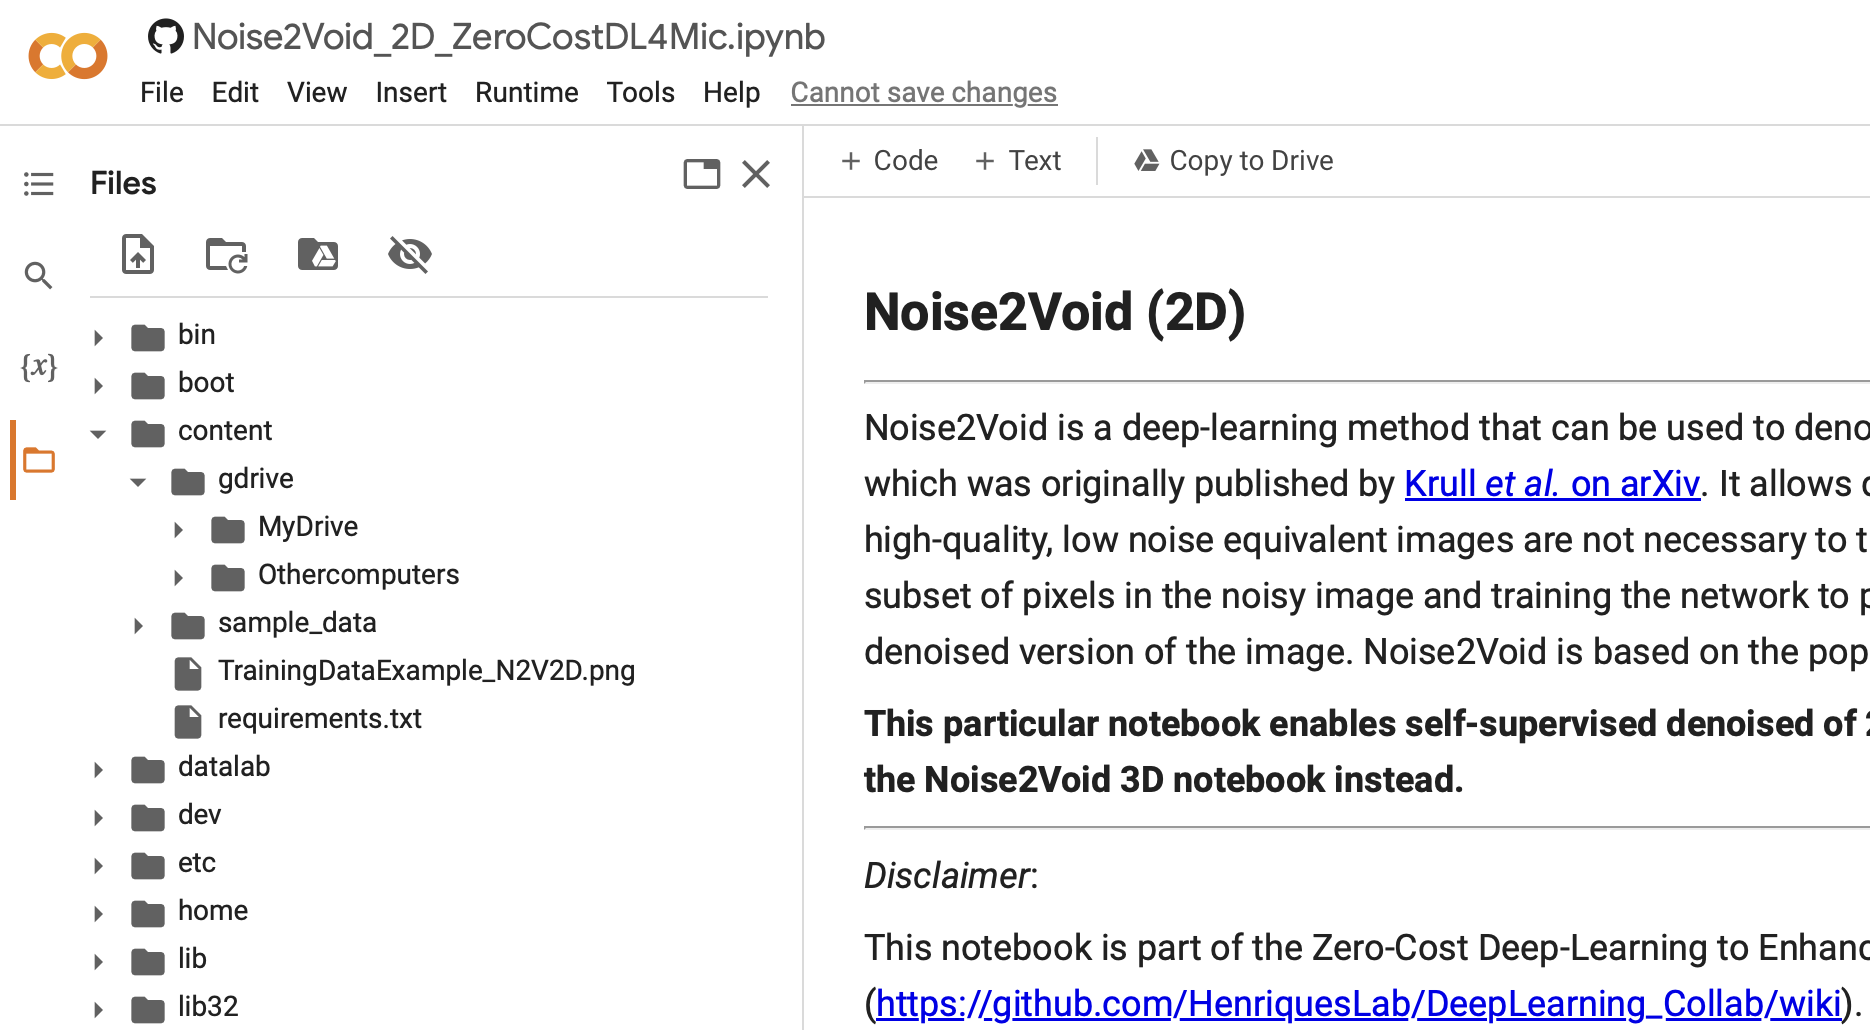 Noise2Void_2D_ZeroCostDL4Mic.ipynb
File Edit View Insert Runtime Tools Help Cannot save changes
Files
{x}
bin
boot
content
gdrive
MyDrive
Othercomputers
sample_data
TrainingDataExample_N2V2D.png
requirements.txt
datalab
dev
etc
home
lib
lib32
+ Code + Text Copy to Drive
Noise2Void (2D)
Noise2Void is a deep-learning method that can be used to deno
which was originally published by Krull et al. on arXiv. It allows
high-quality, low noise equivalent images are not necessary to t
subset of pixels in the noisy image and training the network to p
denoised version of the image. Noise2Void is based on the pop
This particular notebook enables self-supervised denoised of 2
the Noise2Void 3D notebook instead.
Disclaimer:
This notebook is part of the Zero-Cost Deep-Learning to Enhanc
(https://github.com/HenriquesLab/DeepLearning_Collab/wiki).